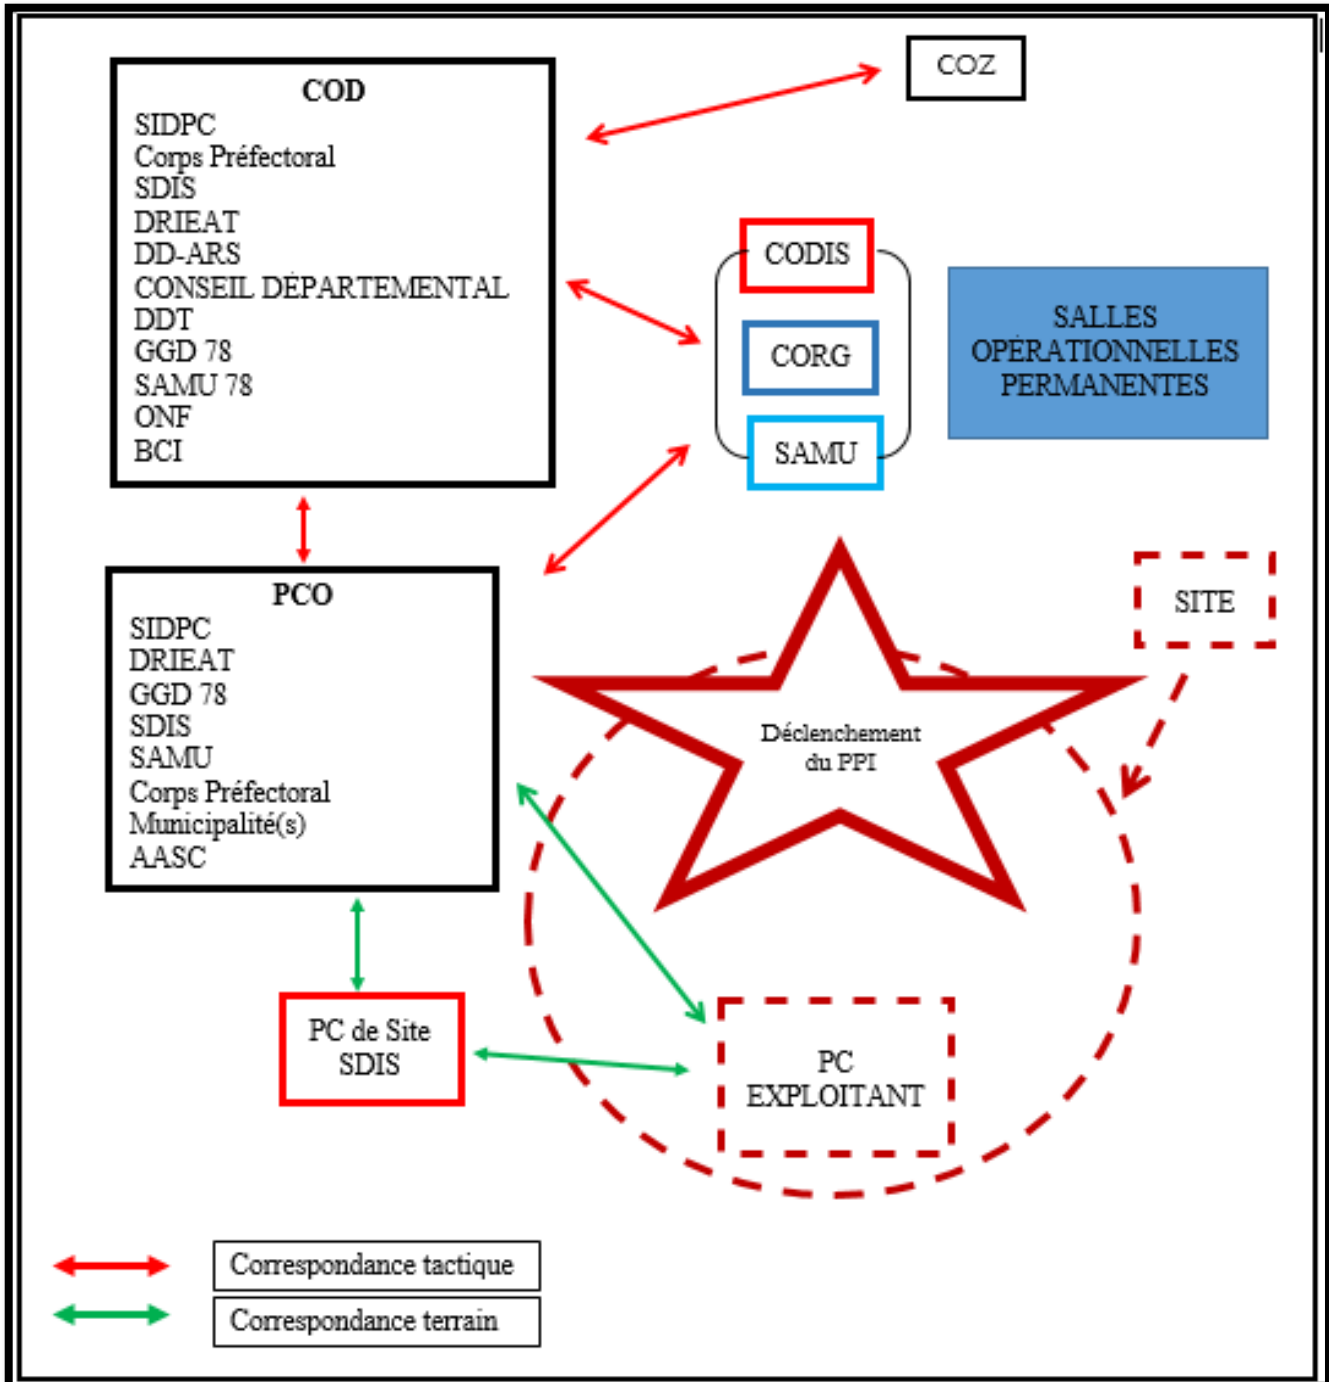 COD
SIDPC
Corps Préfectoral
SDIS
DRIEAT
DD-ARS
CONSEIL DÉPARTEMENTAL
DDT
GGD 78
SAMU 78
ONF
BCI
COZ
CODIS
CORG
SAMU
SALLES
OPÉRATIONNELLES
PERMANENTES
PCO
SIDPC
DRIEAT
GGD 78
SDIS
SAMU
Corps Préfectoral
Municipalité(s)
AASC
SITE
Déclenchement
du PPI
PC de Site
SDIS
PC
EXPLOITANT
Correspondance tactique
Correspondance terrain